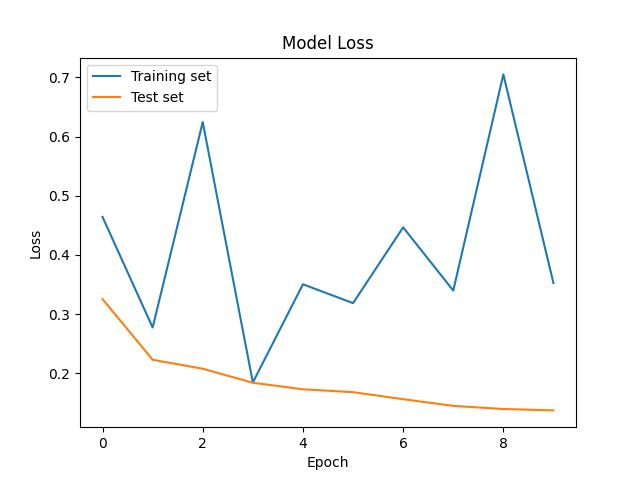 Model Loss
Training set
Test set
0.7
0.6
0.5
0.4
0.3
0.2
Loss
0 2 4 6 8
Epoch